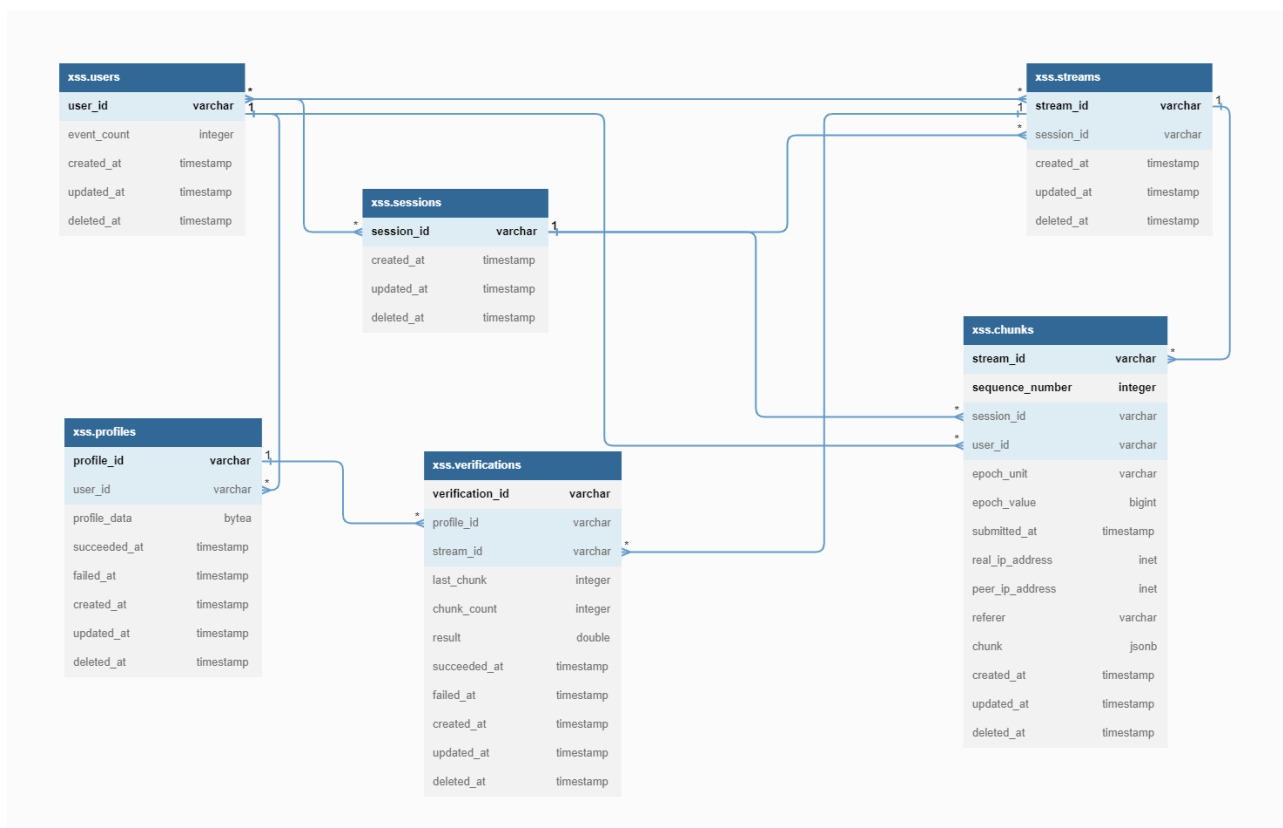 xss.users
user_id varchar
event_count integer
created_at timestamp
updated_at timestamp
deleted_at timestamp
* 
1
xss.sessions
* session_id varchar 1
created_at timestamp
updated_at timestamp
deleted_at timestamp
xss.streams
* 
1 stream_id varchar 1
* session_id varchar
created_at timestamp
updated_at timestamp
deleted_at timestamp
xss.profiles
profile_id varchar 1
user_id varchar *
profile_data bytea
succeeded_at timestamp
failed_at timestamp
created_at timestamp
updated_at timestamp
deleted_at timestamp
xss.verifications
verification_id varchar
* profile_id varchar
stream_id varchar *
last_chunk integer
chunk_count integer
result double
succeeded_at timestamp
failed_at timestamp
created_at timestamp
updated_at timestamp
deleted_at timestamp
xss.chunks
stream_id varchar *
sequence_number integer
* session_id varchar
* user_id varchar
epoch_unit varchar
epoch_value bigint
submitted_at timestamp
real_ip_address inet
peer_ip_address inet
referer varchar
chunk jsonb
created_at timestamp
updated_at timestamp
deleted_at timestamp